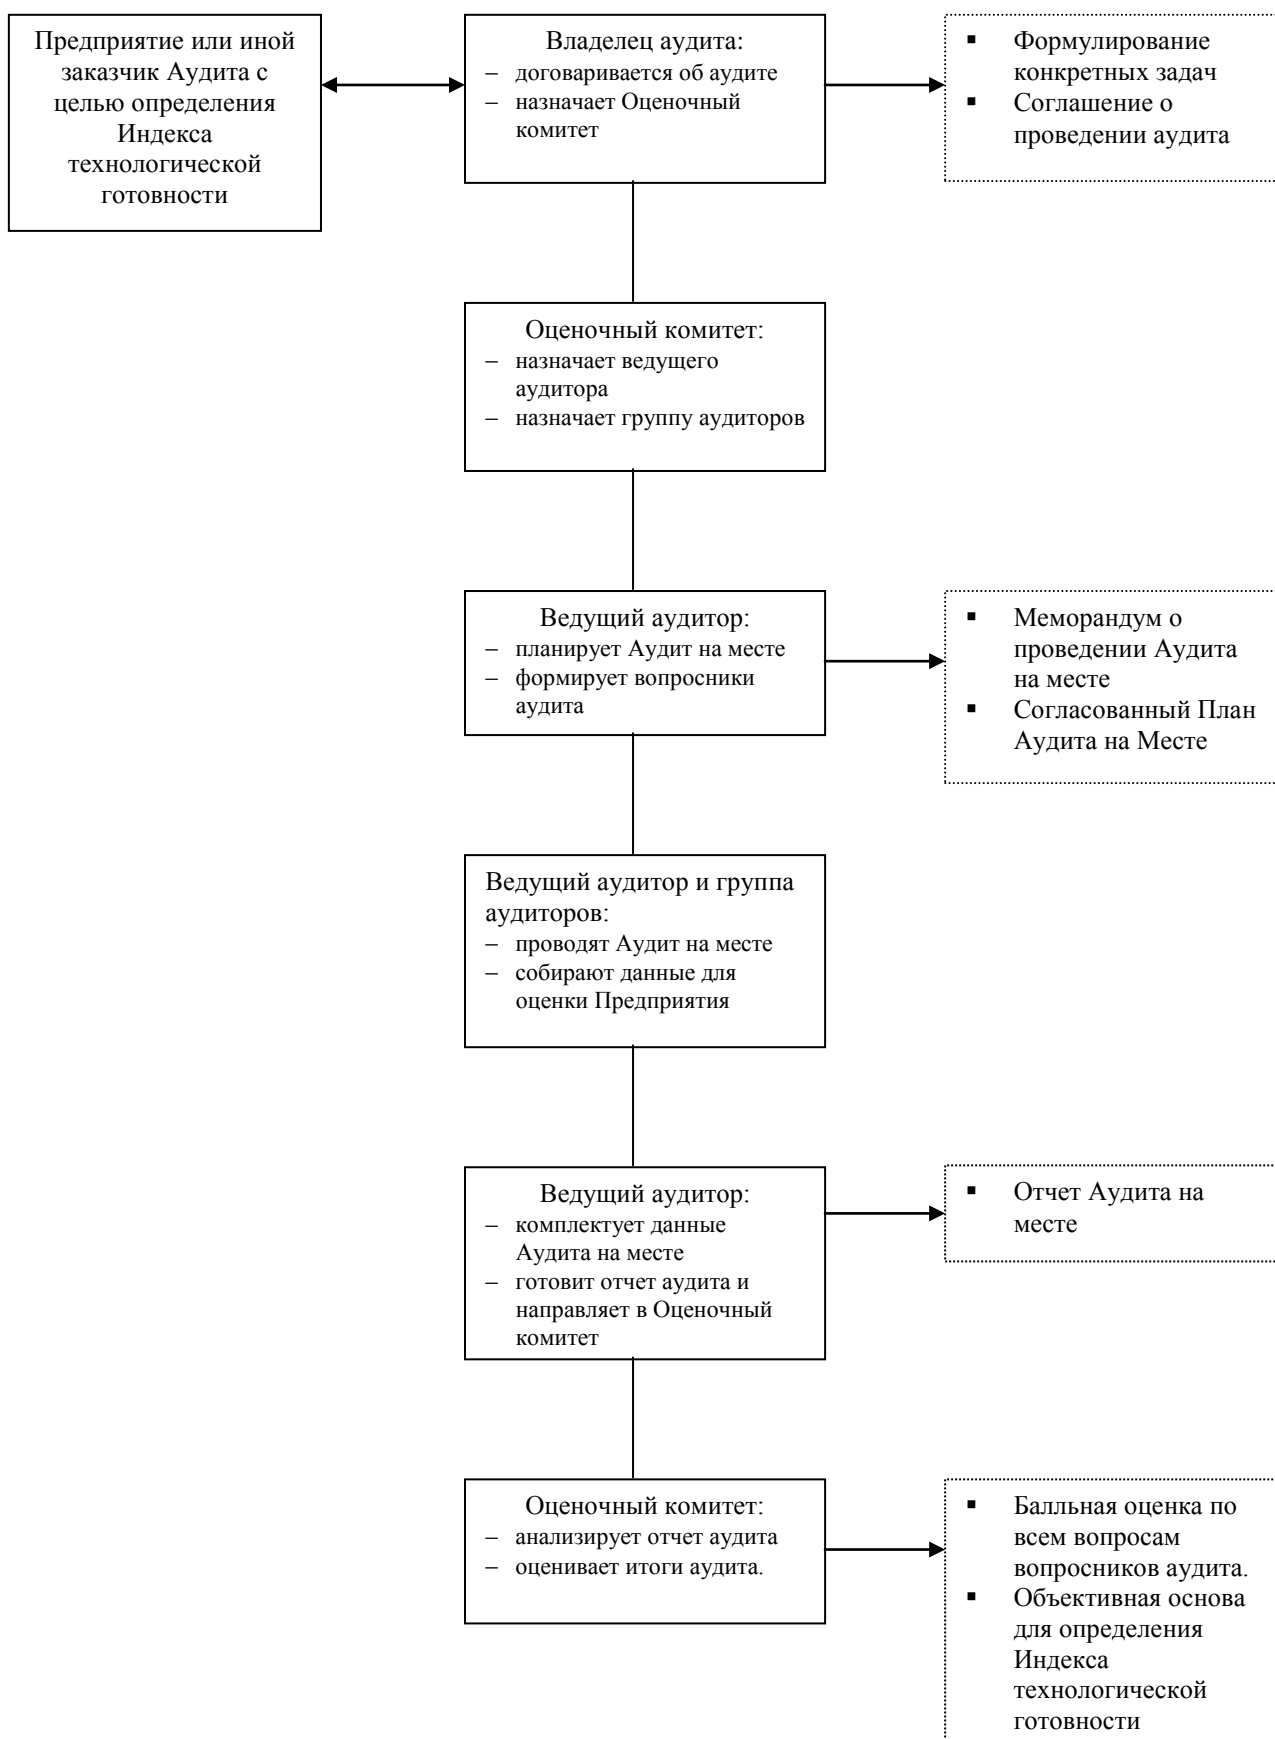 Предприятие или иной
заказчик Аудита с
целью определения
Индекса
технологической
готовности
Владелец аудита:
– договаривается об аудите
– назначает Оценочный
комитет
▪ Формулирование
конкретных задач
▪ Соглашение о
проведении аудита
Оценочный комитет:
– назначает ведущего
аудитора
– назначает группу аудиторов
Ведущий аудитор:
– планирует Аудит на месте
– формирует вопросники
аудита
▪ Меморандум о
проведении Аудита
на месте
▪ Согласованный План
Аудита на Месте
Ведущий аудитор и группа
аудиторов:
– проводят Аудит на месте
– собирают данные для
оценки Предприятия
Ведущий аудитор:
– комплектует данные
Аудита на месте
– готовит отчет аудита и
направляет в Оценочный
комитет
▪ Отчет Аудита на
месте
Оценочный комитет:
– анализирует отчет аудита
– оценивает итоги аудита.
▪ Балльная оценка по
всем вопросам
вопросников аудита.
▪ Объективная основа
для определения
Индекса
технологической
готовности